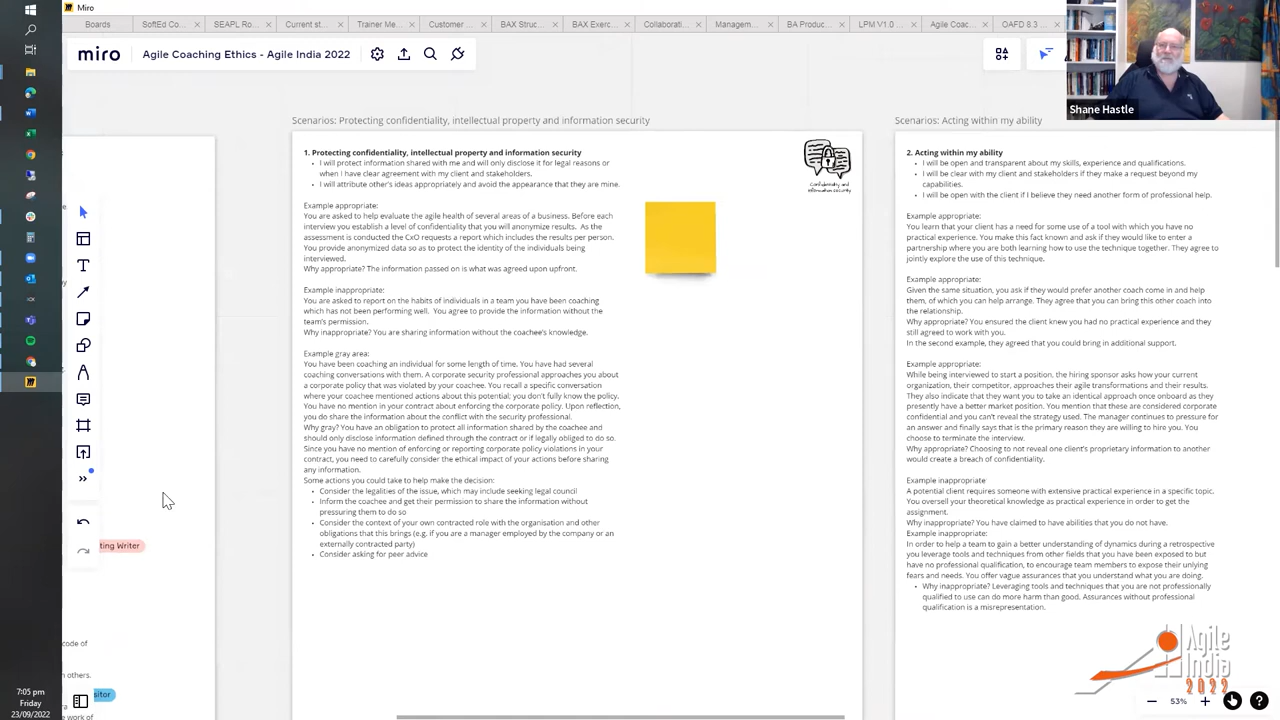 Miro
Boards
SoftEd Co...
SEAPL Ro...
Current st...
Trainer Me...
Customer ...
BAX Struc...
BAX Exerc...
Collaborati...
Managem...
BA Produc...
LPM V1.0 ...
Agile Coac...
OAFD 8.3 ...
miro
Agile Coaching Ethics - Agile India 2022
Shane Hastle
Scenarios: Protecting confidentiality, intellectual property and information security
1. Protecting confidentiality, intellectual property and information security
• I will protect information shared with me and will only disclose it for legal reasons or
when I have clear agreement with my client and stakeholders.
• I will attribute other's ideas appropriately and avoid the appearance that they are mine.
Confidentiality and
information security
Example appropriate:
You are asked to help evaluate the agile health of several areas of a business. Before each
interview you establish a level of confidentiality that you will anonymize results. As the
assessment is conducted the CxO requests a report which includes the results per person.
You provide anonymized data so as to protect the identity of the individuals being
interviewed.
Why appropriate? The information passed on is what was agreed upon upfront.
Example inappropriate:
You are asked to report on the habits of individuals in a team you have been coaching
which has not been performing well. You agree to provide the information without the
team's permission.
Why inappropriate? You are sharing information without the coachee's knowledge.
Example gray area:
You have been coaching an individual for some length of time. You have had several
coaching conversations with them. A corporate security professional approaches you about
a corporate policy that was violated by your coachee. You recall a specific conversation
where your coachee mentioned actions about this potential; you don't fully know the policy.
You have no mention in your contract about enforcing the corporate policy. Upon reflection,
you do share the information about the conflict with the security professional.
Why gray? You have an obligation to protect all information shared by the coachee and
should only disclose information defined through the contract or if legally obliged to do so.
Since you have no mention of enforcing or reporting corporate policy violations in your
contract, you need to carefully consider the ethical impact of your actions before sharing
any information.
Some actions you could take to help make the decision:
• Consider the legalities of the issue, which may include seeking legal council
• Inform the coachee and get their permission to share the information without
pressuring them to do so
• Consider the context of your own contracted role with the organisation and other
obligations that this brings (e.g. if you are a manager employed by the company or an
externally contracted party)
• Consider asking for peer advice
Scenarios: Acting within my ability
2. Acting within my ability
• I will be open and transparent about my skills, experience and qualifications.
• I will be clear with my client and stakeholders if they make a request beyond my
capabilities.
• I will be open with the client if I believe they need another form of professional help.
Example appropriate:
You learn that your client has a need for some use of a tool with which you have no
practical experience. You make this fact known and ask if they would prefer to enter a
partnership where you are both learning how to use the technique together. They agree to
jointly explore the use of this technique.
Example appropriate:
Given the same situation, you ask if they would prefer another coach come in and help
them, of which you can help arrange. They agree that you can bring this other coach into
the relationship.
Why appropriate? You ensured the client knew you had no practical experience and they
still agreed to work with you.
In the second example, they agreed that you could bring in additional support.
Example appropriate:
While being interviewed to start a position, the hiring sponsor asks how your current
organization, their competitor, approaches their agile transformations and their results.
They also indicate that they want you to take an identical approach once onboard as they
presently have a better market position. You mention that these are considered corporate
confidential and you can't reveal the strategy used. The manager continues to pressure for
an answer and finally says that is the primary reason they are willing to hire you. You
choose to terminate the interview.
Why appropriate? Choosing to not reveal one client's proprietary information to another
would create a breach of confidentiality.
Example inappropriate
A potential client requires someone with extensive practical experience in a specific topic.
You oversell your theoretical knowledge as practical experience in order to get the
assignment.
Why inappropriate? You have claimed to have abilities that you do not have.
Example inappropriate:
In order to help a team to gain a better understanding of dynamics during a retrospective
you leverage tools and techniques from other fields that you have been exposed to but
have no professional qualification, to encourage team members to expose their unlying
fears and needs. You offer vague assurances that you understand what you are doing.
• Why inappropriate? Leveraging tools and techniques that you are not professionally
qualified to use can do more harm than good. Assurances without professional
qualification is a misrepresentation.
ting Writer
code of
n others.
sitor
e work of
Agile
India
2022
53%
7:05 pm
Friday
23/09/2022